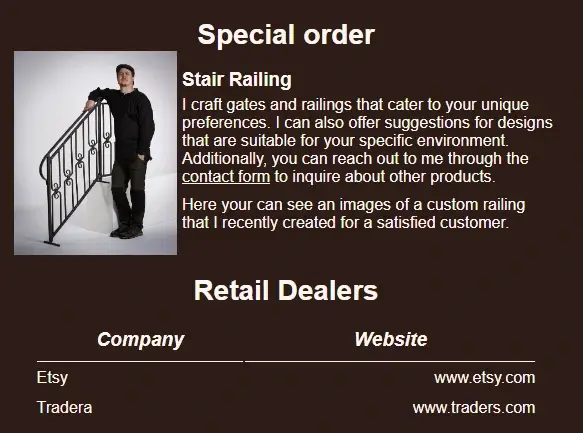 Special order
Stair Railing
I craft gates and railings that cater to your unique
preferences. I can also offer suggestions for designs
that are suitable for your specific environment.
Additionally, you can reach out to me through the
contact form to inquire about other products.
Here your can see an images of a custom railing
that I recently created for a satisfied customer.
Retail Dealers
Company Website
Etsy www.etsy.com
Tradera www.traders.com